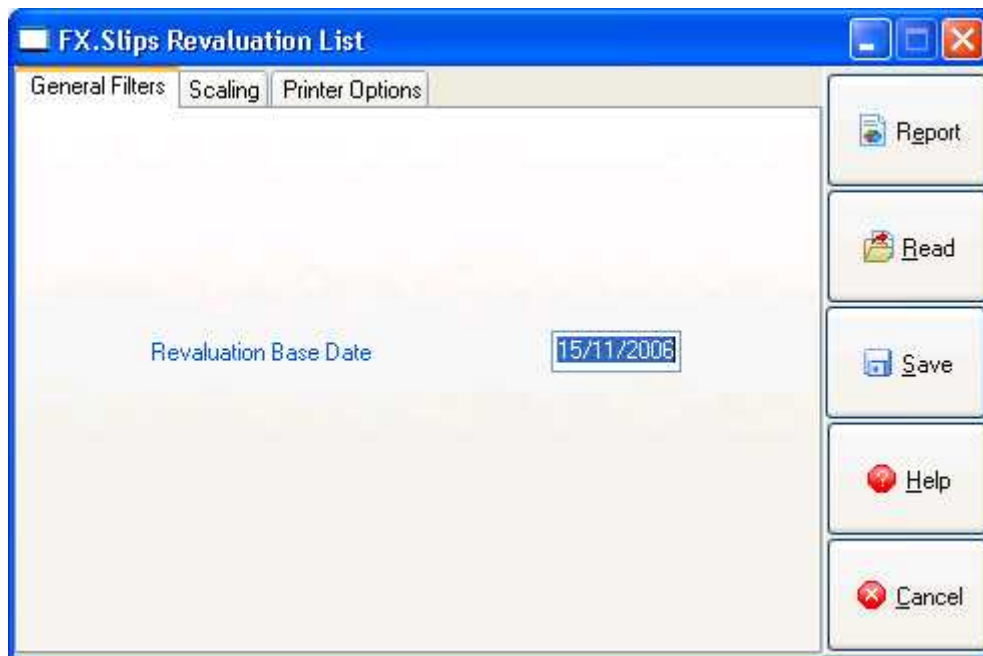 FX.Slips Revaluation List
General Filters Scaling Printer Options
Report
Read
Revaluation Base Date 15/11/2006
Save
Help
Cancel